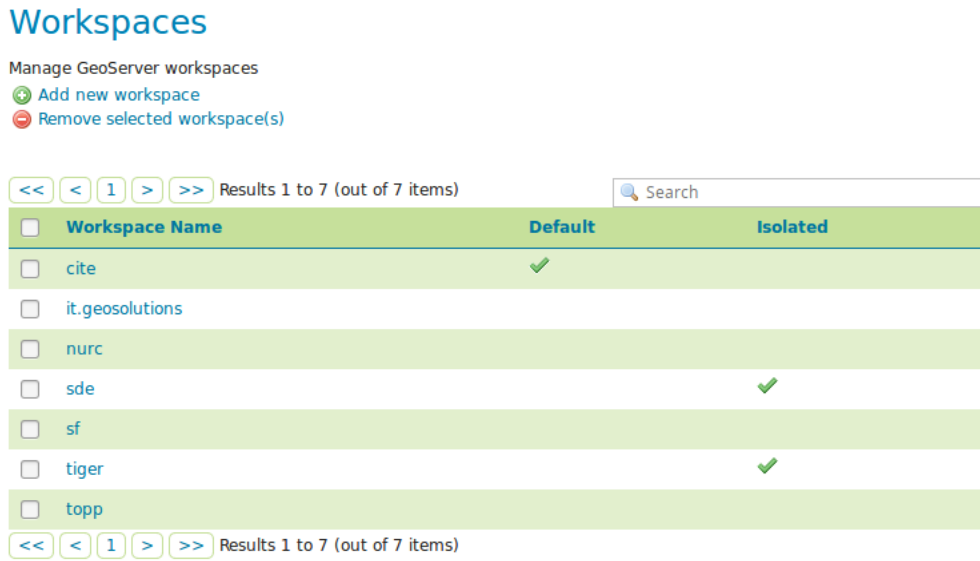 Workspaces
Manage GeoServer workspaces
Add new workspace
Remove selected workspace(s)
<< < 1 > >> Results 1 to 7 (out of 7 items) Search
Workspace Name Default Isolated
cite
it.geosolutions
nurc
sde
sf
tiger
topp
<< < 1 > >> Results 1 to 7 (out of 7 items)